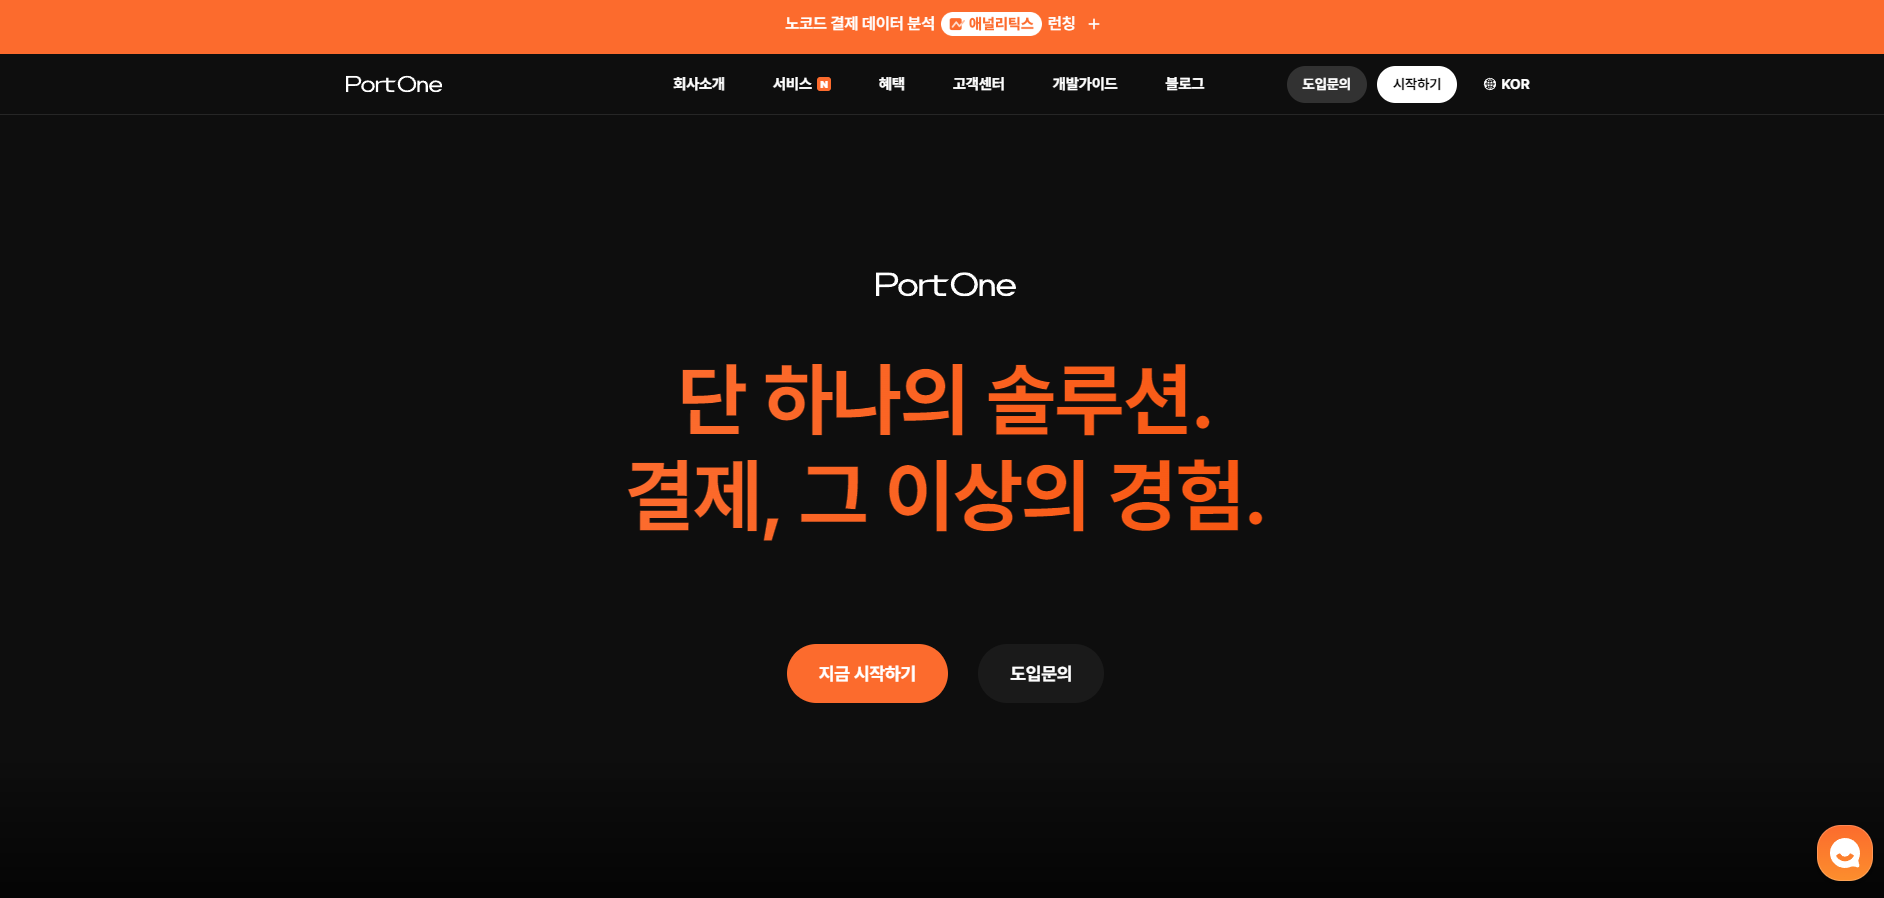 노코드 결제 데이터 분석 애널리틱스 런칭 +
PortOne 회사소개 서비스 N 혜택 고객센터 개발가이드 블로그 도입문의 시작하기 KOR
PortOne
단 하나의 솔루션.
결제, 그 이상의 경험.
지금 시작하기 도입문의